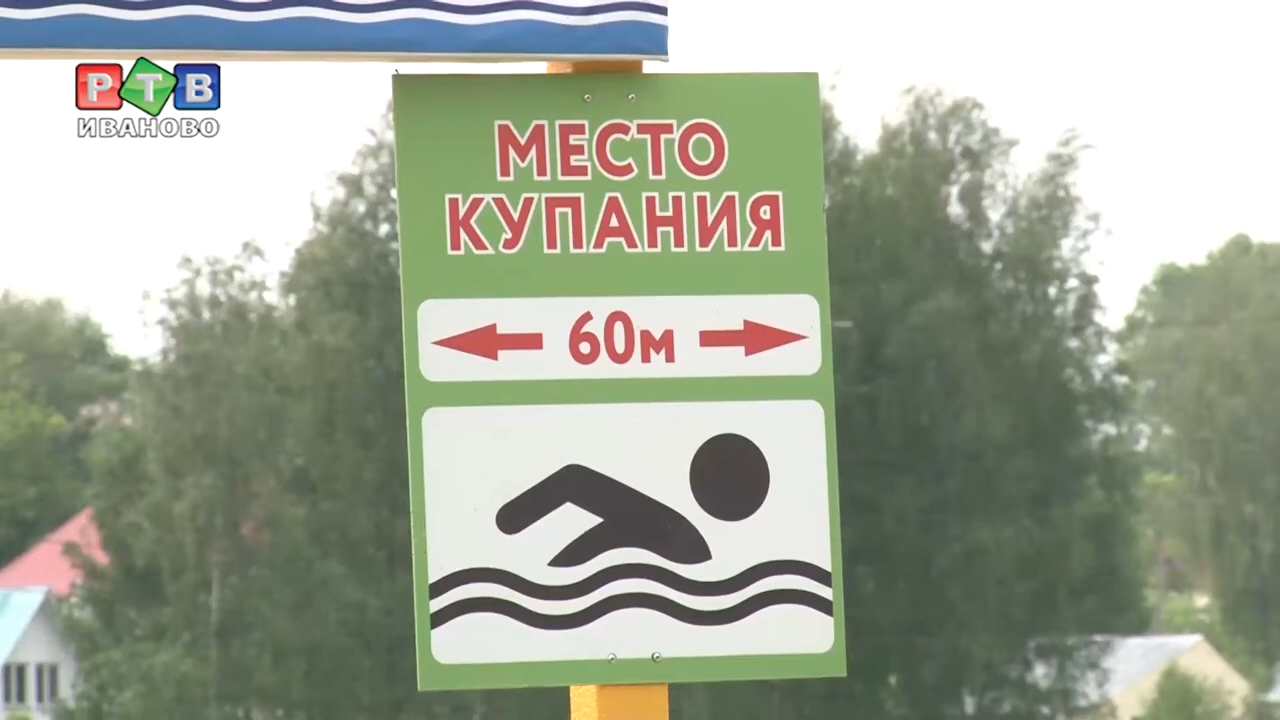 РТВ
ИВАНОВО
МЕСТО
КУПАНИЯ
60м